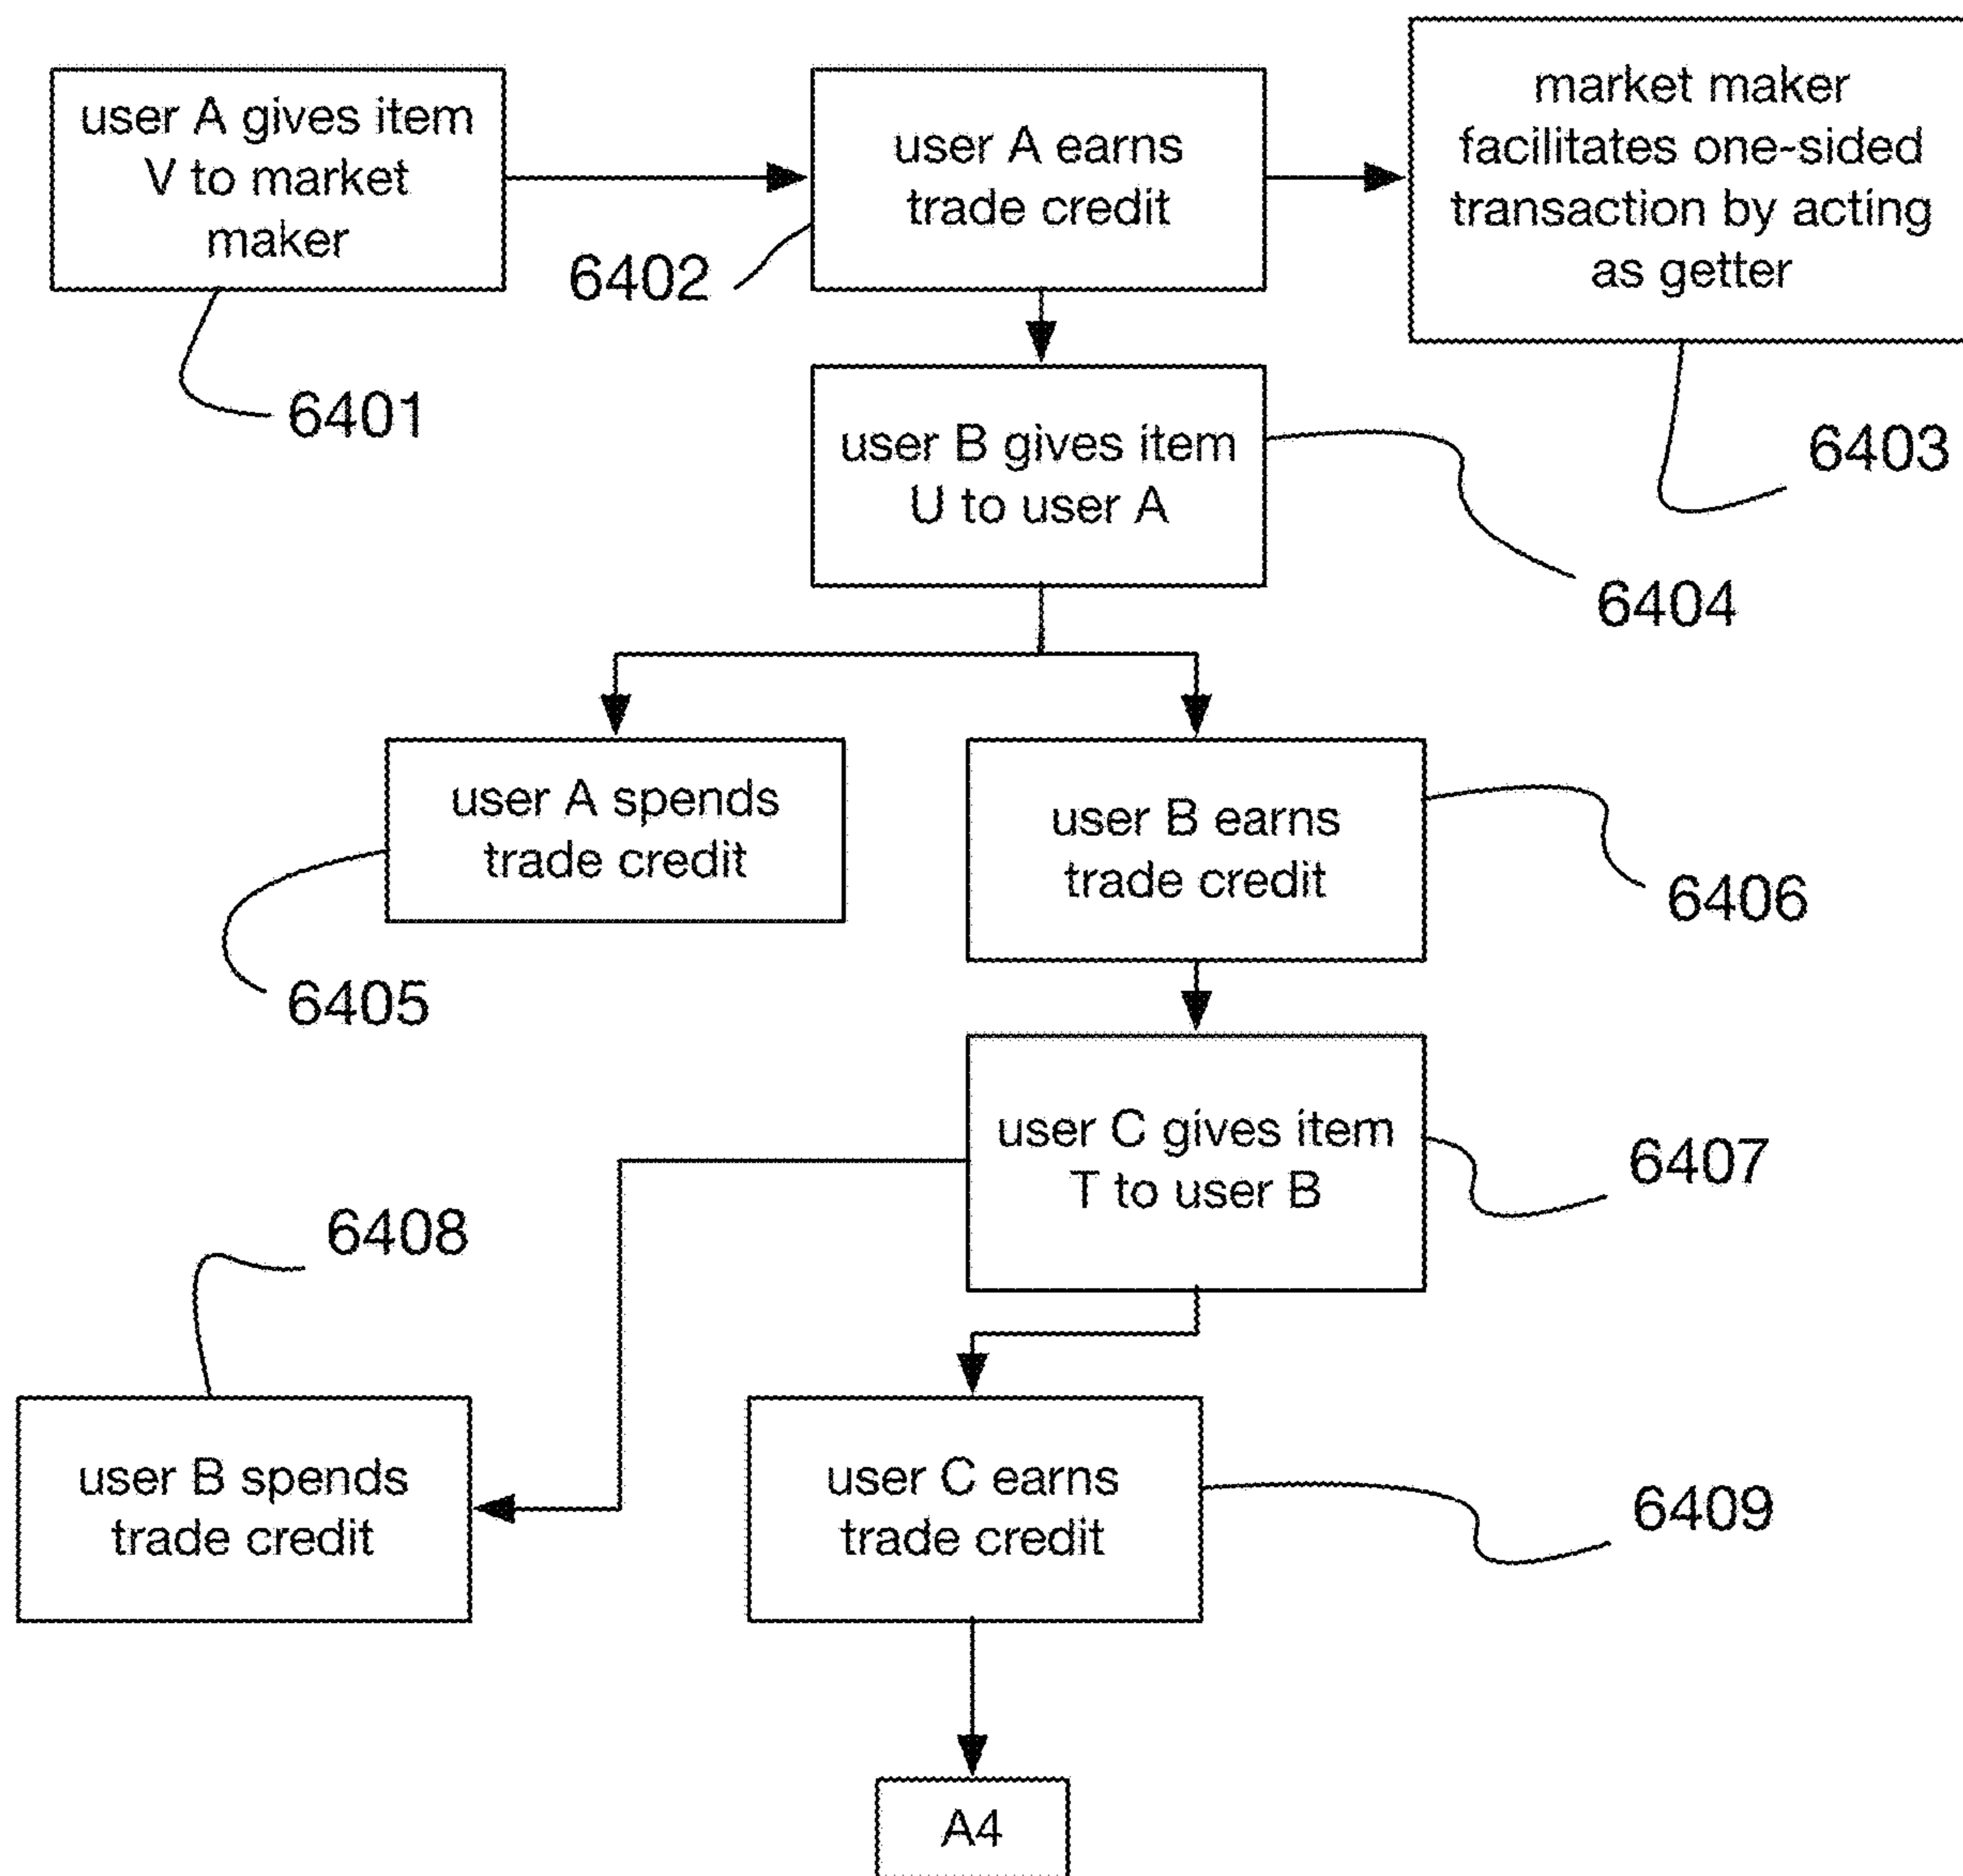 user A gives item
V to market
maker
user A earns
trade credit
market maker
facilitates one-sided
transaction by acting
as getter
6402
6401
user B gives item
U to user A
6403
6404
user A spends
trade credit
user B earns
trade credit
6406
6405
user C gives item
T to user B
6407
6408
user B spends
trade credit
user C earns
trade credit
6409
A4